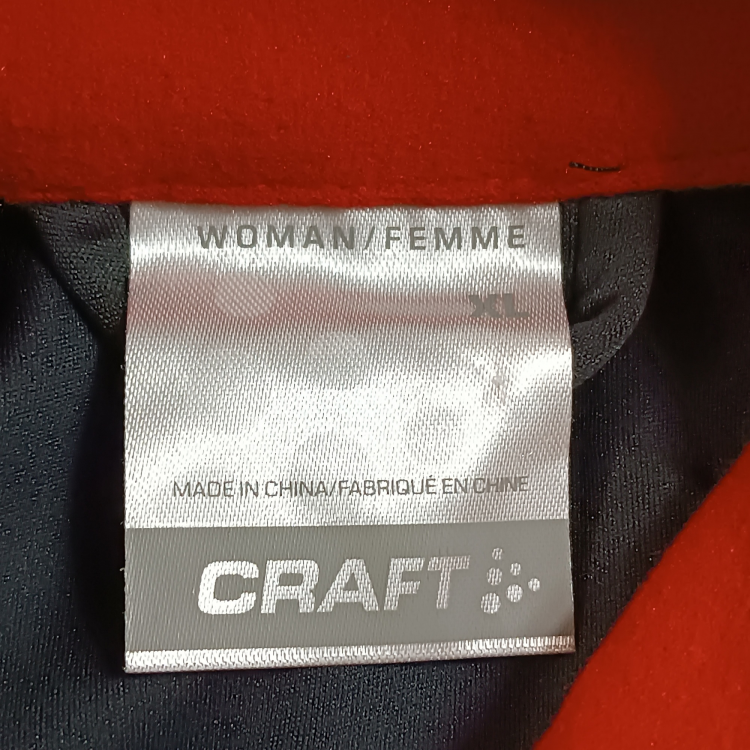 WOMAN/FEMME
XL
MADE IN CHINA/FABRIQUÉ EN CHINE
CRAFT